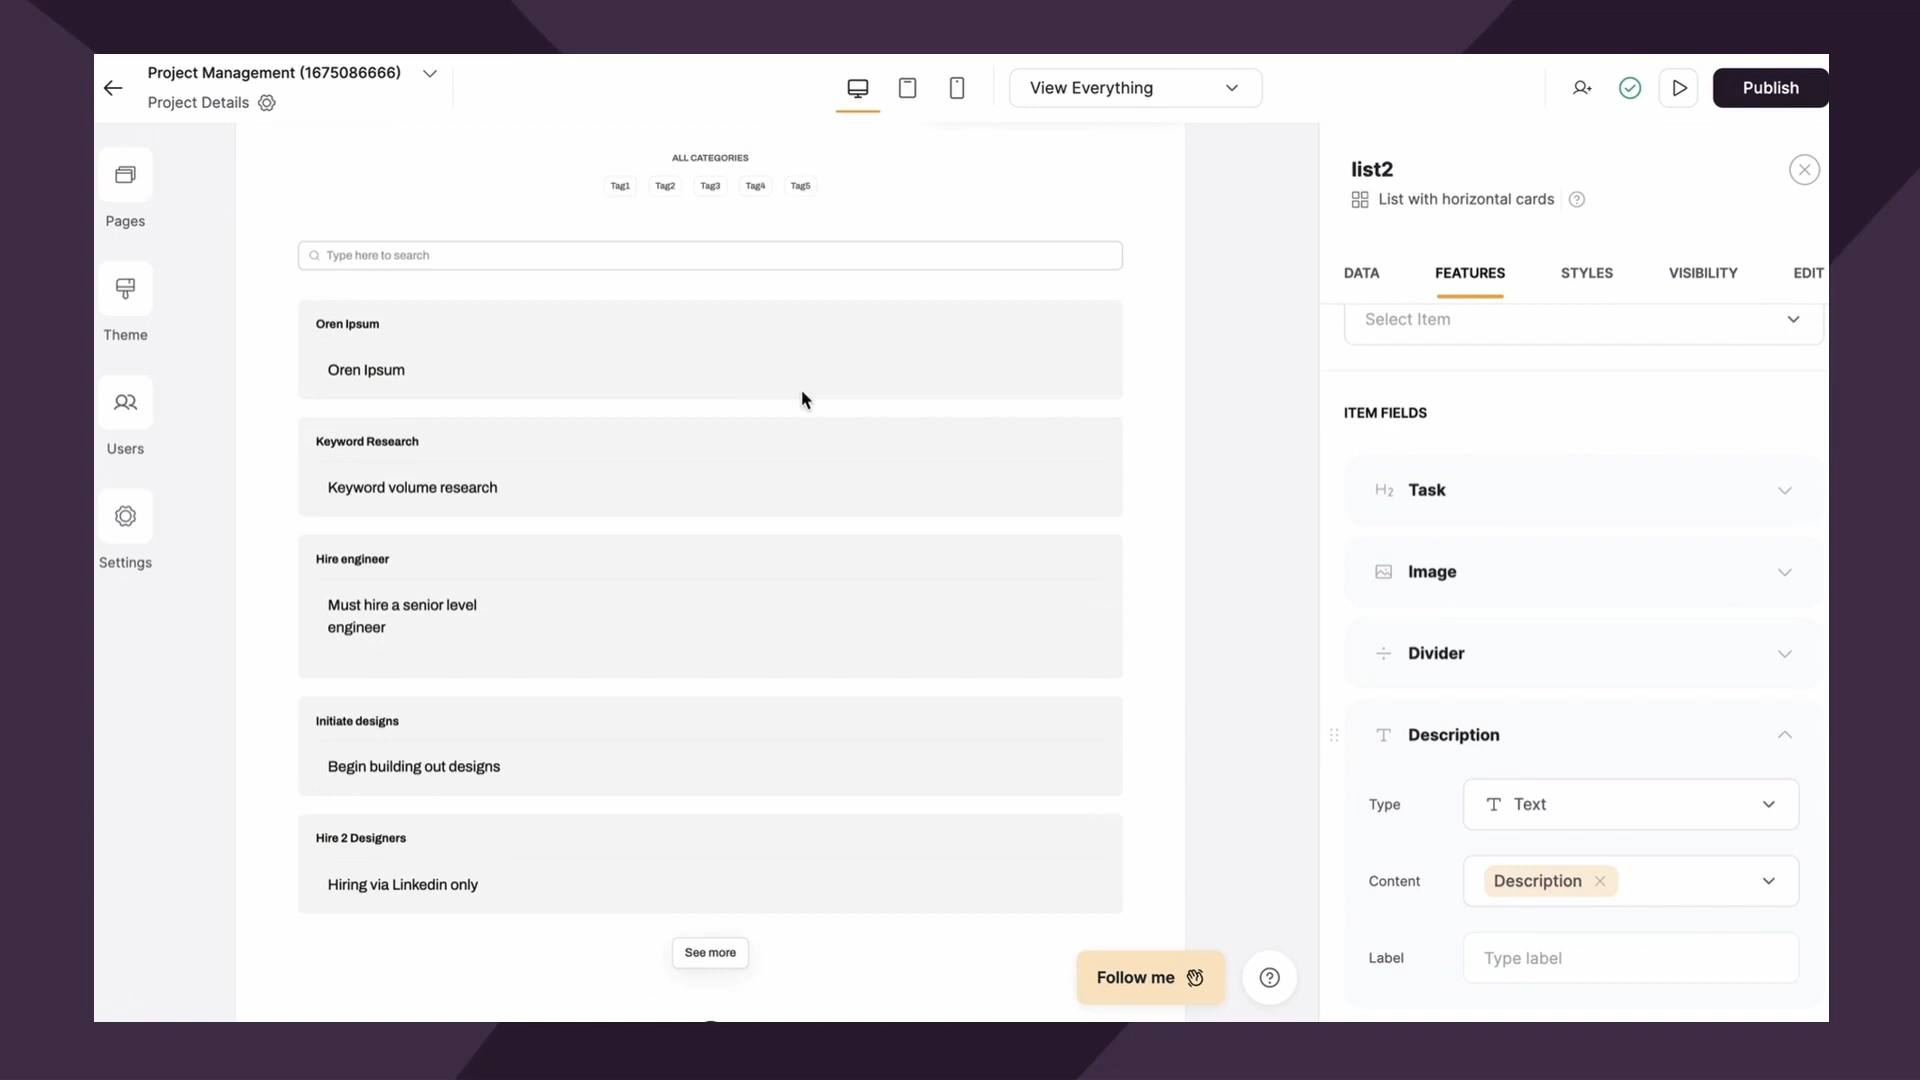 Project Management (1675086666)
Project Details
View Everything
Publish
Pages
Theme
Users
Settings
ALL CATEGORIES
Tag1 Tag2 Tag3 Tag4 Tag5
Type here to search
Oren Ipsum
Oren Ipsum
Keyword Research
Keyword volume research
Hire engineer
Must hire a senior level
engineer
Initiate designs
Begin building out designs
Hire 2 Designers
Hiring via Linkedin only
See more
Follow me
list2
List with horizontal cards
DATA FEATURES STYLES VISIBILITY EDIT
Select Item
ITEM FIELDS
H2 Task
Image
Divider
Description
Type T Text
Content Description
Label Type label